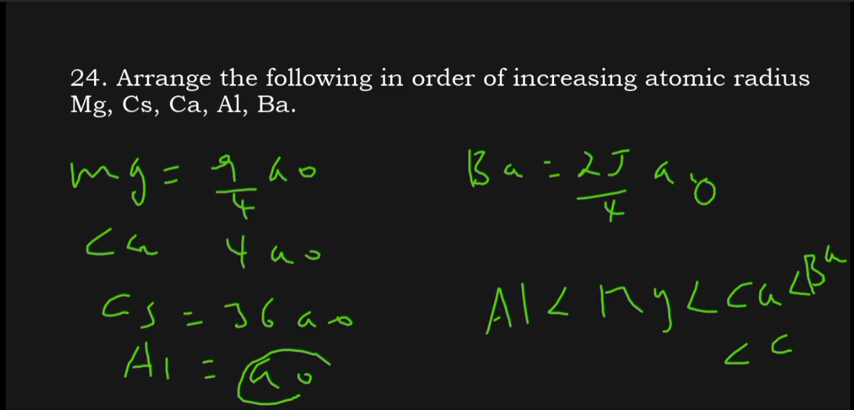 24. Arrange the following in order of increasing atomic radius
Mg, Cs, Ca, Al, Ba.
mg = 9/4 a0
Ca 4 a0
Cs = 36 a0
Al = a0
Ba = 25/4 a0
Al < Mg < Ca < Ba
< C